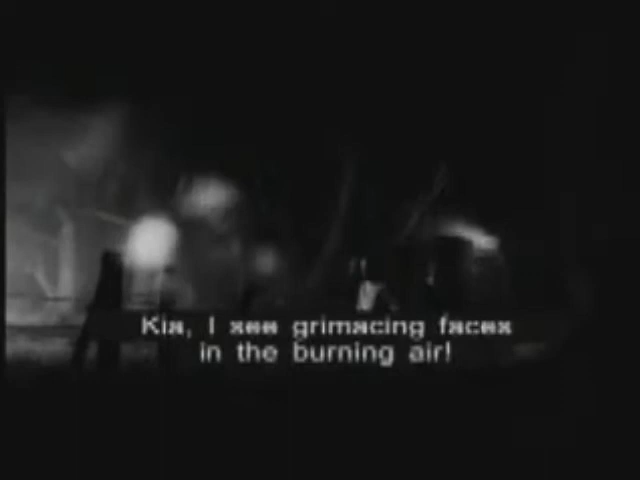 Kia, I see grimacing faces
in the burning air!